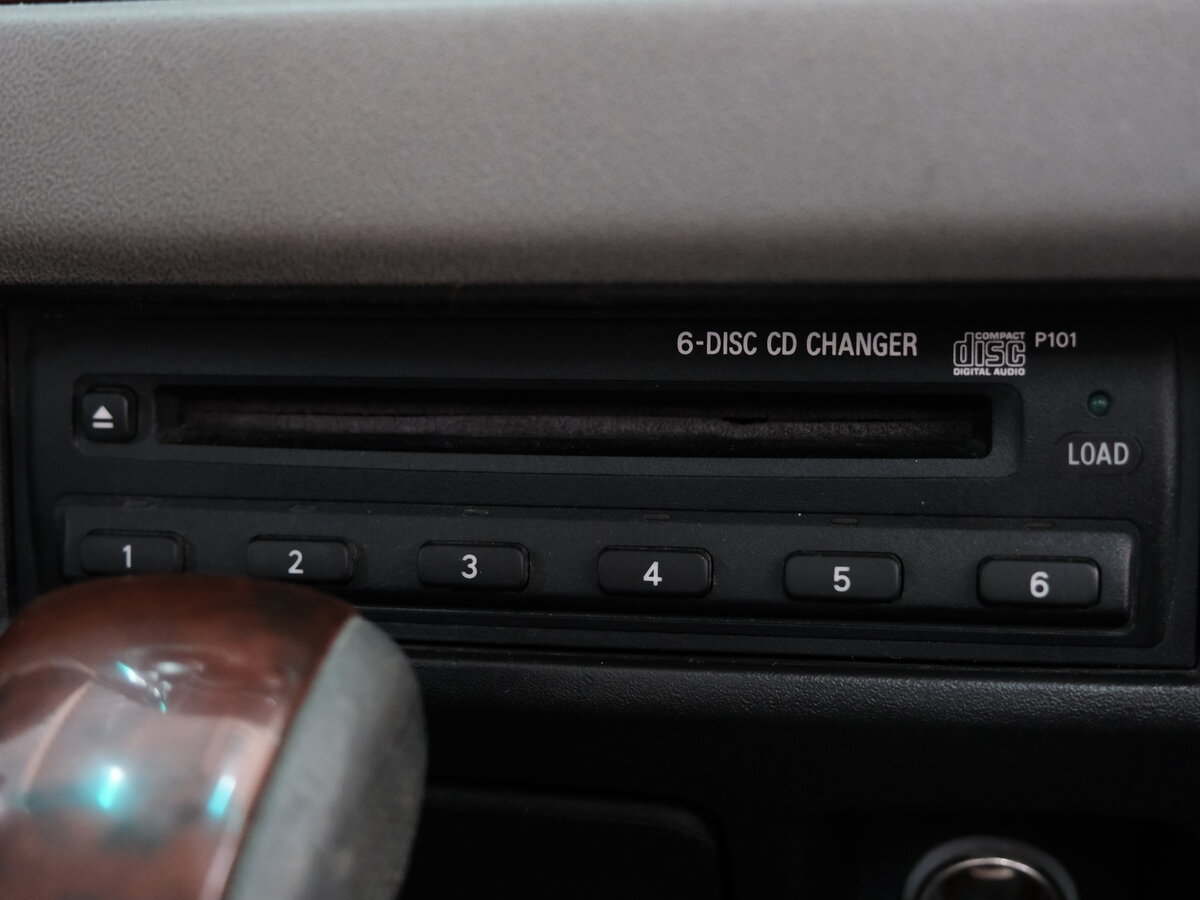 6-DISC CD CHANGER
COMPACT
disc
DIGITAL AUDIO
P101
LOAD
1 2 3 4 5 6